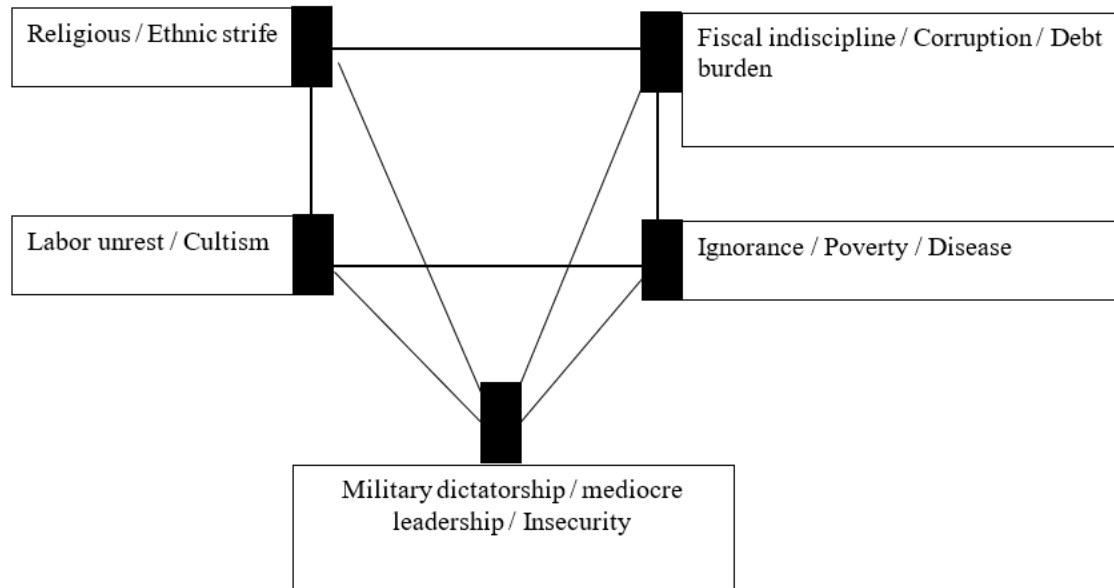 Religious / Ethnic strife
Fiscal indiscipline / Corruption / Debt
burden
Labor unrest / Cultism
Ignorance / Poverty / Disease
Military dictatorship / mediocre
leadership / Insecurity